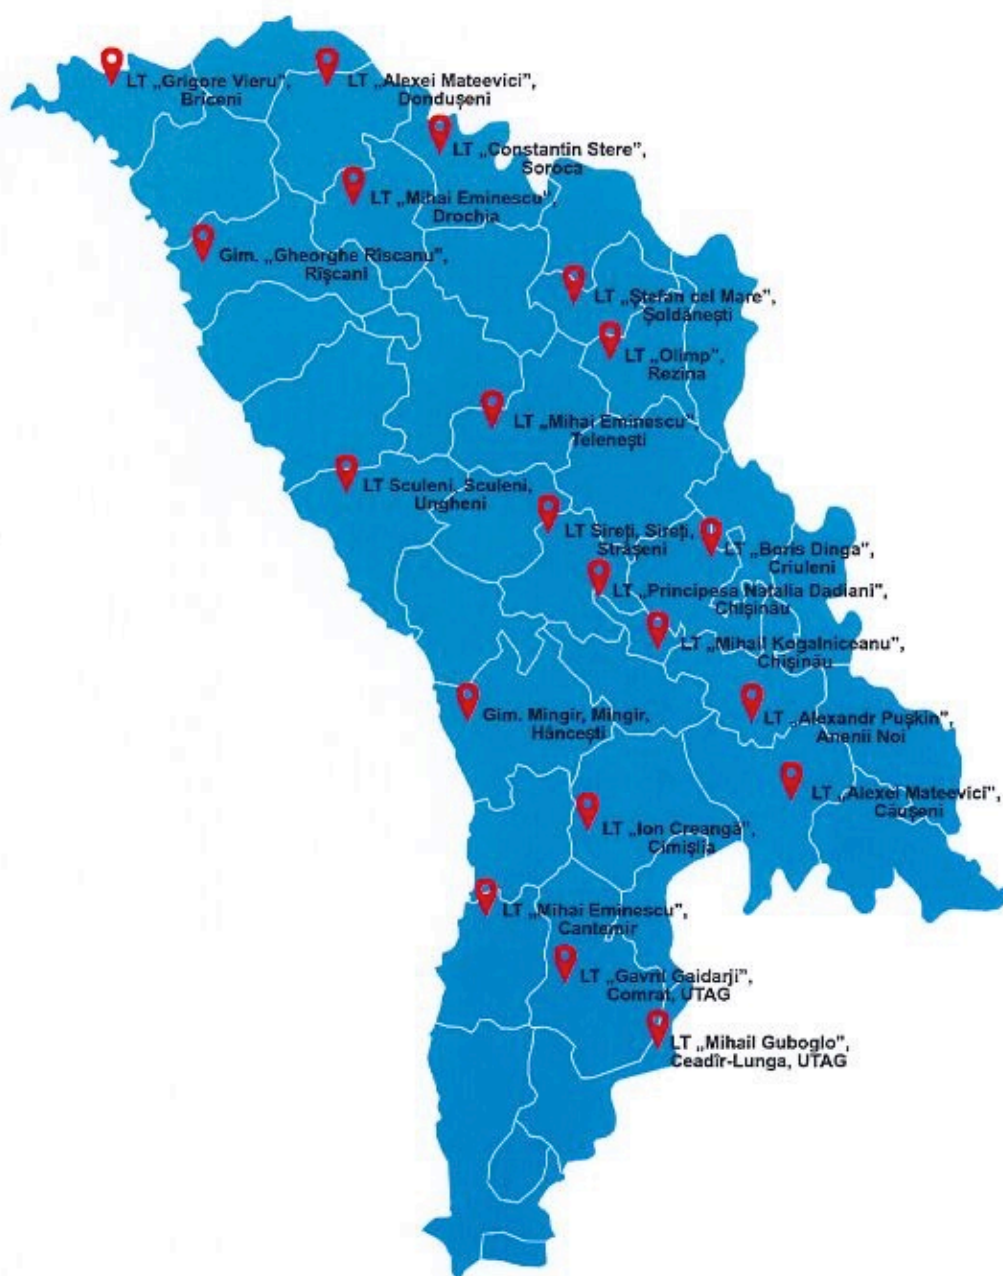 LT „Grigore Vieru”,
Briceni
LT „Alexei Mateevici”,
Dondușeni
LT „Constantin Stere”,
Soroca
LT „Mihai Eminescu”,
Drochia
Gim. „Gheorghe Rîscanu”,
Rîșcani
LT „Ștefan cel Mare”,
Șoldănești
LT „Olimp”,
Rezina
LT „Mihai Eminescu”
Telenești
LT Sculeni, Sculeni,
Ungheni
LT Sireți, Sireți,
Strășeni
LT „Boris Dinga”,
Criuleni
LT „Principesa Natalia Dadiani”,
Chișinău
LT „Mihail Kogalniceanu”,
Chișinău
Gim. Mingir, Mingir,
Hâncești
LT „Alexandr Pușkin”,
Anenii Noi
LT „Alexei Mateevici”,
Căușeni
LT „Ion Creangă”,
Cimișlia
LT „Mihai Eminescu”,
Cantemir
LT „Gavril Gaidarji”,
Comrat, UTAG
LT „Mihail Guboglo”,
Ceadîr-Lunga, UTAG